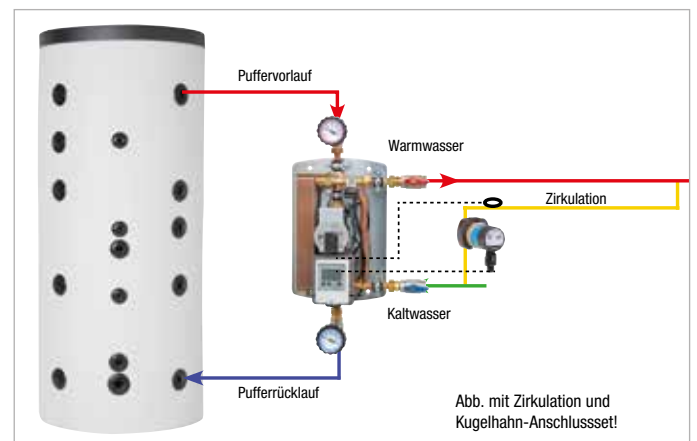 Puffervorlauf
Warmwasser
Zirkulation
Kaltwasser
Pufferrücklauf
Abb. mit Zirkulation und
Kugelhahn-Anschlussset!